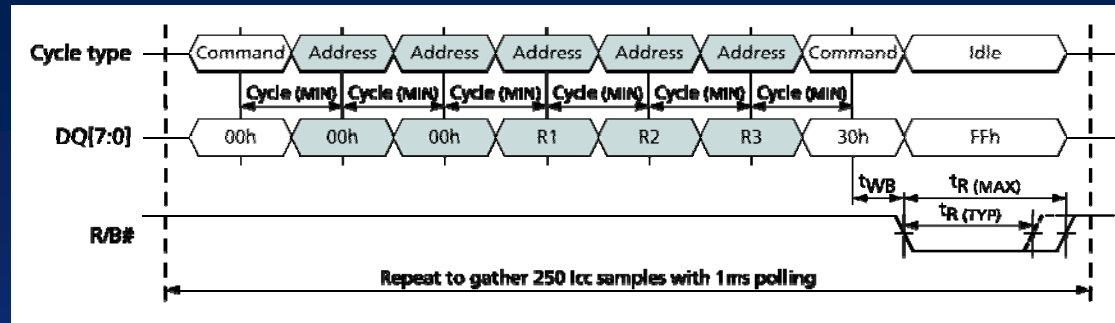 Cycle type Command Address Address Address Address Address Command Idle
Cycle (MIN) Cycle (MIN) Cycle (MIN) Cycle (MIN) Cycle (MIN) Cycle (MIN)
DQ[7:0] 00h 00h 00h R1 R2 R3 30h FFh
tWB tR (MAX)
tR (TYP)
R/B#
Repeat to gather 250 Icc samples with 1ms polling